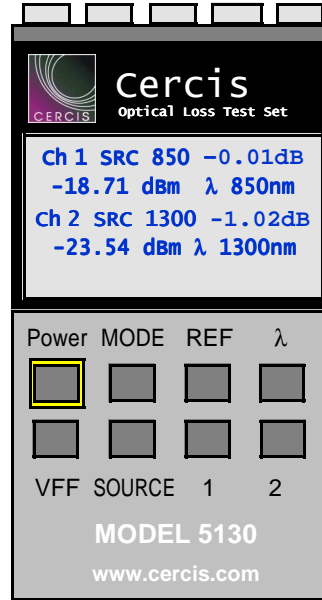 CERCIS
Cercis
Optical Loss Test Set
Ch 1 SRC 850 -0.01dB
-18.71 dBm λ 850nm
Ch 2 SRC 1300 -1.02dB
-23.54 dBm λ 1300nm
Power MODE REF λ
VFF SOURCE 1 2
MODEL 5130
www.cercis.com